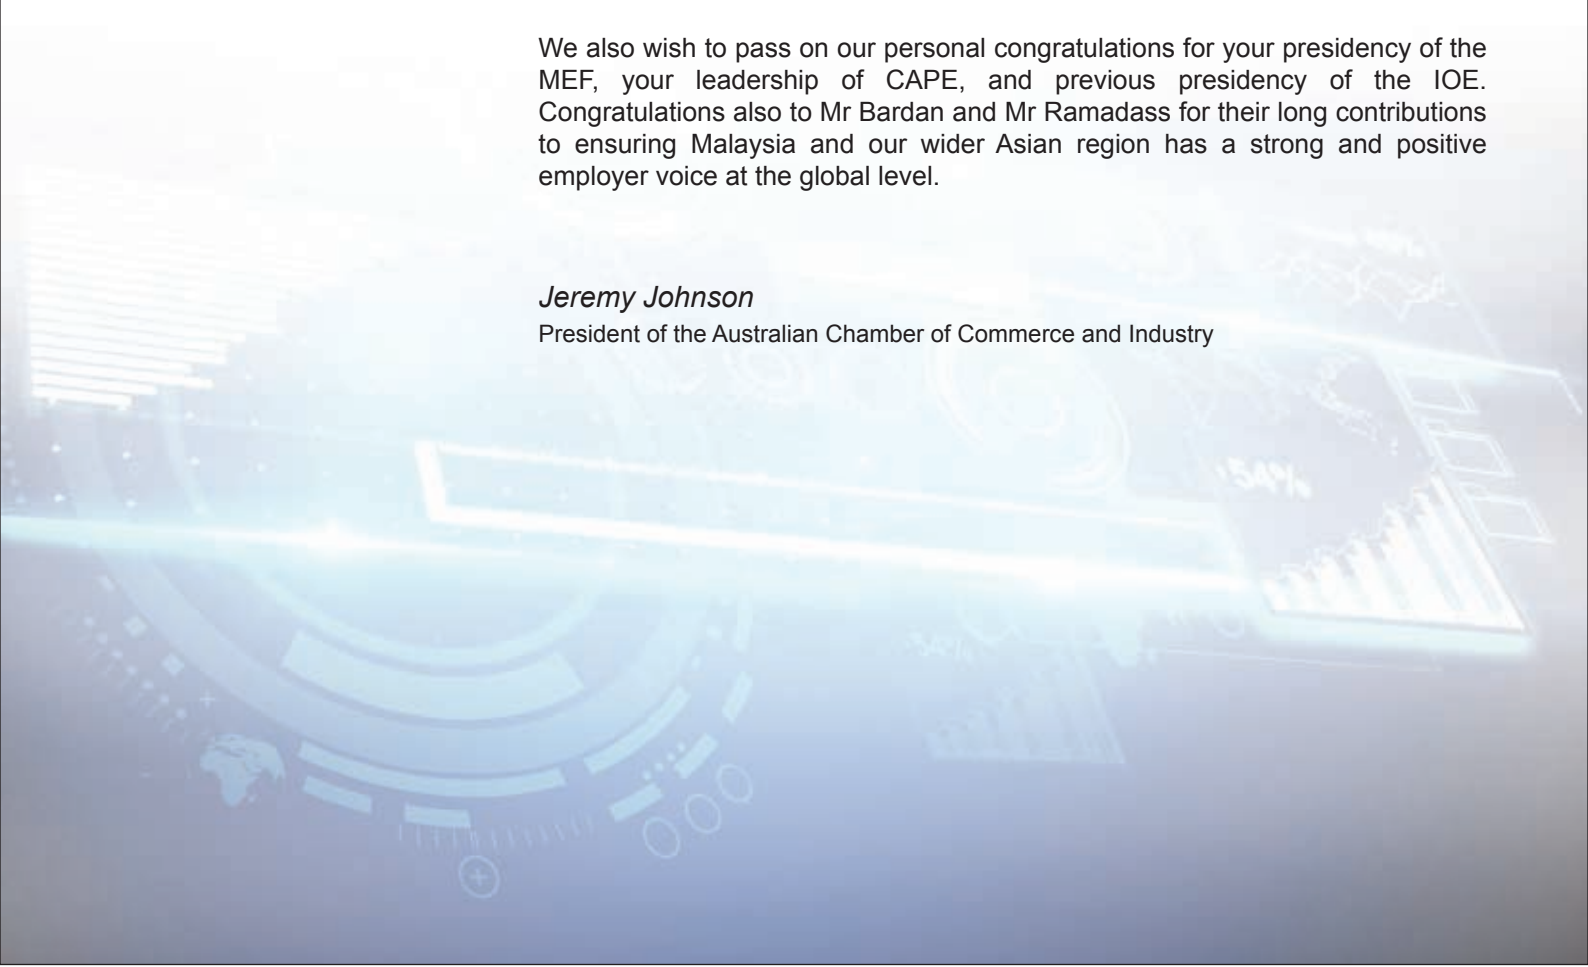 We also wish to pass on our personal congratulations for your presidency of the
MEF, your leadership of CAPE, and previous presidency of the IOE.
Congratulations also to Mr Bardan and Mr Ramadass for their long contributions
to ensuring Malaysia and our wider Asian region has a strong and positive
employer voice at the global level.
Jeremy Johnson
President of the Australian Chamber of Commerce and Industry
54%